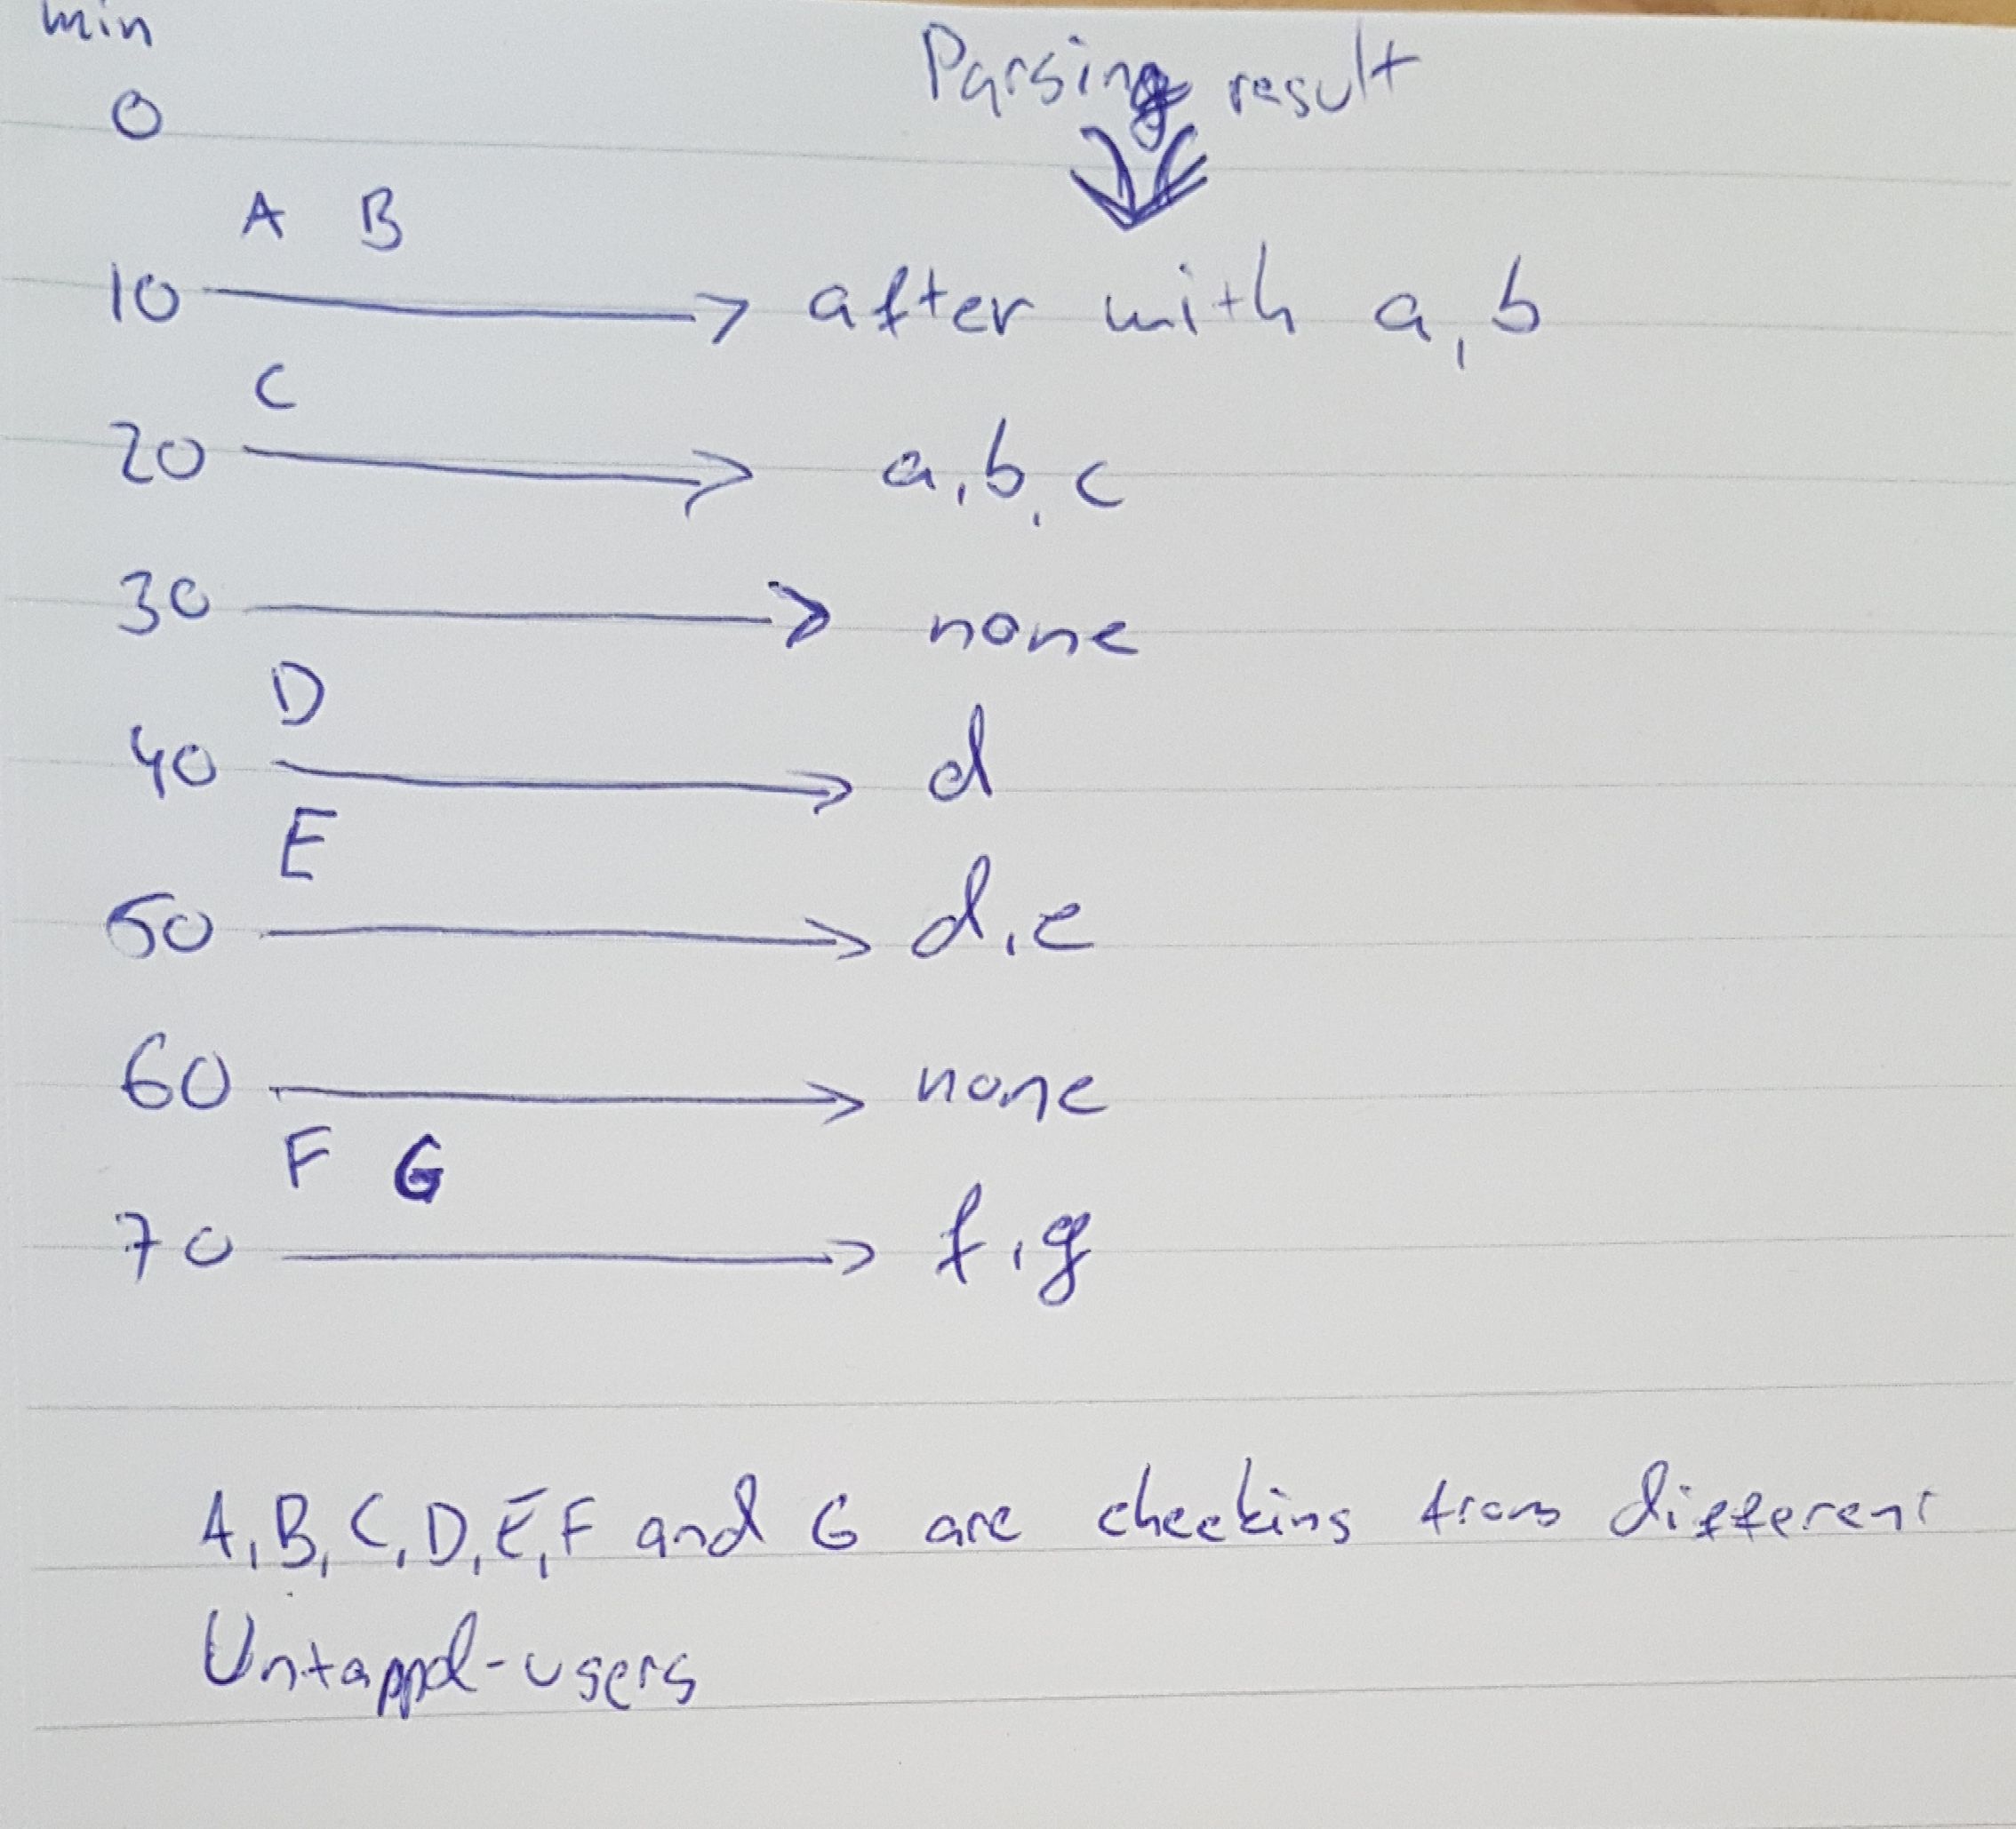 min
Parsing result
0
A B
10 → after with a, b
C
20 → a, b, c
30 → none
D
40 → d
E
50 → d, e
60 → none
F G
70 → f, g
A, B, C, D, E, F and G are checkins from different
Untappd-users